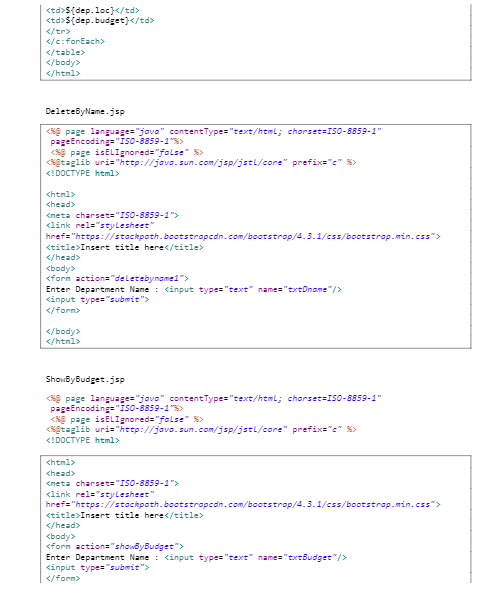 <td>${dep.loc}</td>
<td>${dep.budget}</td>
</tr>
</c:forEach>
</table>
</body>
</html>
DeleteByName.jsp
<%@ page language="java" contentType="text/html; charset=ISO-8859-1"
pageEncoding="ISO-8859-1"%>
<%@ page isELIgnored="false" %>
<%@taglib uri="http://java.sun.com/jsp/jstl/core" prefix="c" %>
<!DOCTYPE html>
<html>
<head>
<meta charset="ISO-8859-1">
<link rel="stylesheet"
href="https://stackpath.bootstrapcdn.com/bootstrap/4.3.1/css/bootstrap.min.css">
<title>Insert title here</title>
</head>
<body>
<form action="deletebyname1">
Enter Department Name : <input type="text" name="txtDname"/>
<input type="submit">
</form>
</body>
</html>
ShowByBudget.jsp
<%@ page language="java" contentType="text/html; charset=ISO-8859-1"
pageEncoding="ISO-8859-1"%>
<%@ page isELIgnored="false" %>
<%@taglib uri="http://java.sun.com/jsp/jstl/core" prefix="c" %>
<!DOCTYPE html>
<html>
<head>
<meta charset="ISO-8859-1">
<link rel="stylesheet"
href="https://stackpath.bootstrapcdn.com/bootstrap/4.3.1/css/bootstrap.min.css">
<title>Insert title here</title>
</head>
<body>
<form action="showByBudget">
Enter Department Name : <input type="text" name="txtBudget"/>
<input type="submit">
</form>